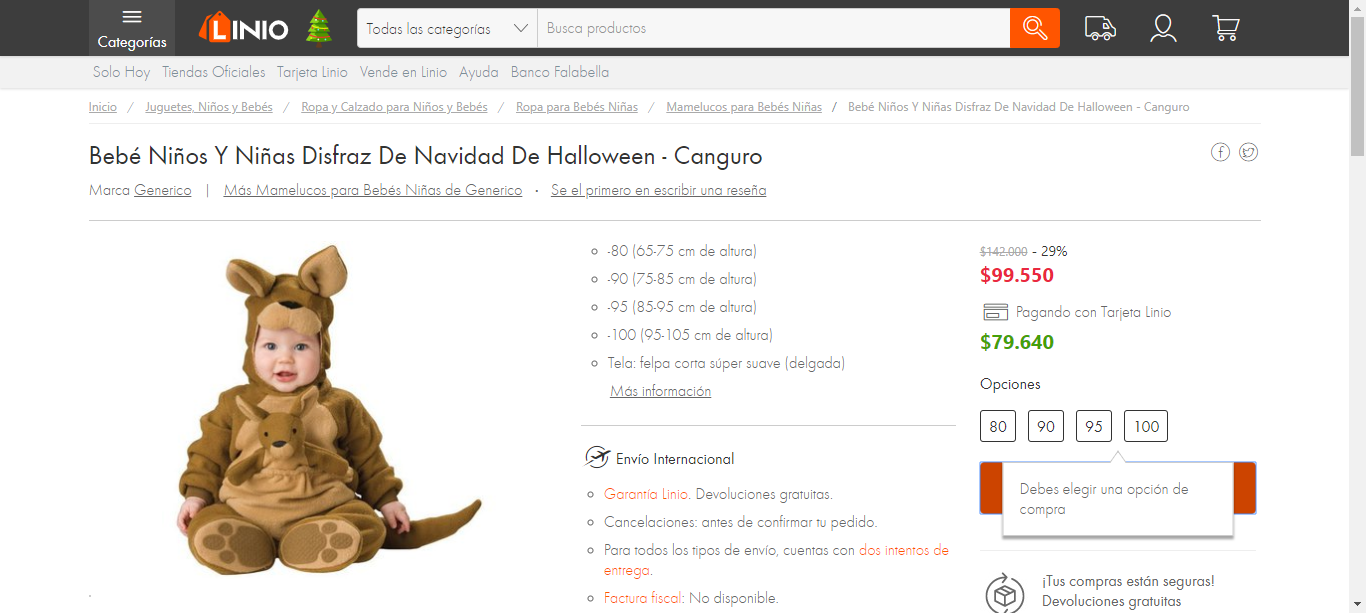 Categorías
LINIO
Todas las categorías
Busca productos
Solo Hoy Tiendas Oficiales Tarjeta Linio Vende en Linio Ayuda Banco Falabella
Inicio / Juguetes, Niños y Bebés / Ropa y Calzado para Niños y Bebés / Ropa para Bebés Niñas / Mamelucos para Bebés Niñas / Bebé Niños Y Niñas Disfraz De Navidad De Halloween - Canguro
Bebé Niños Y Niñas Disfraz De Navidad De Halloween - Canguro
Marca Generico | Más Mamelucos para Bebés Niñas de Generico · Se el primero en escribir una reseña
-80 (65-75 cm de altura)
-90 (75-85 cm de altura)
-95 (85-95 cm de altura)
-100 (95-105 cm de altura)
Tela: felpa corta súper suave (delgada)
Más información
Envío Internacional
Garantía Linio. Devoluciones gratuitas.
Cancelaciones: antes de confirmar tu pedido.
Para todos los tipos de envío, cuentas con dos intentos de
entrega.
Factura fiscal: No disponible.
$142.000 - 29%
$99.550
Pagando con Tarjeta Linio
$79.640
Opciones
80 90 95 100
Debes elegir una opción de
compra
¡Tus compras están seguras!
Devoluciones gratuitas